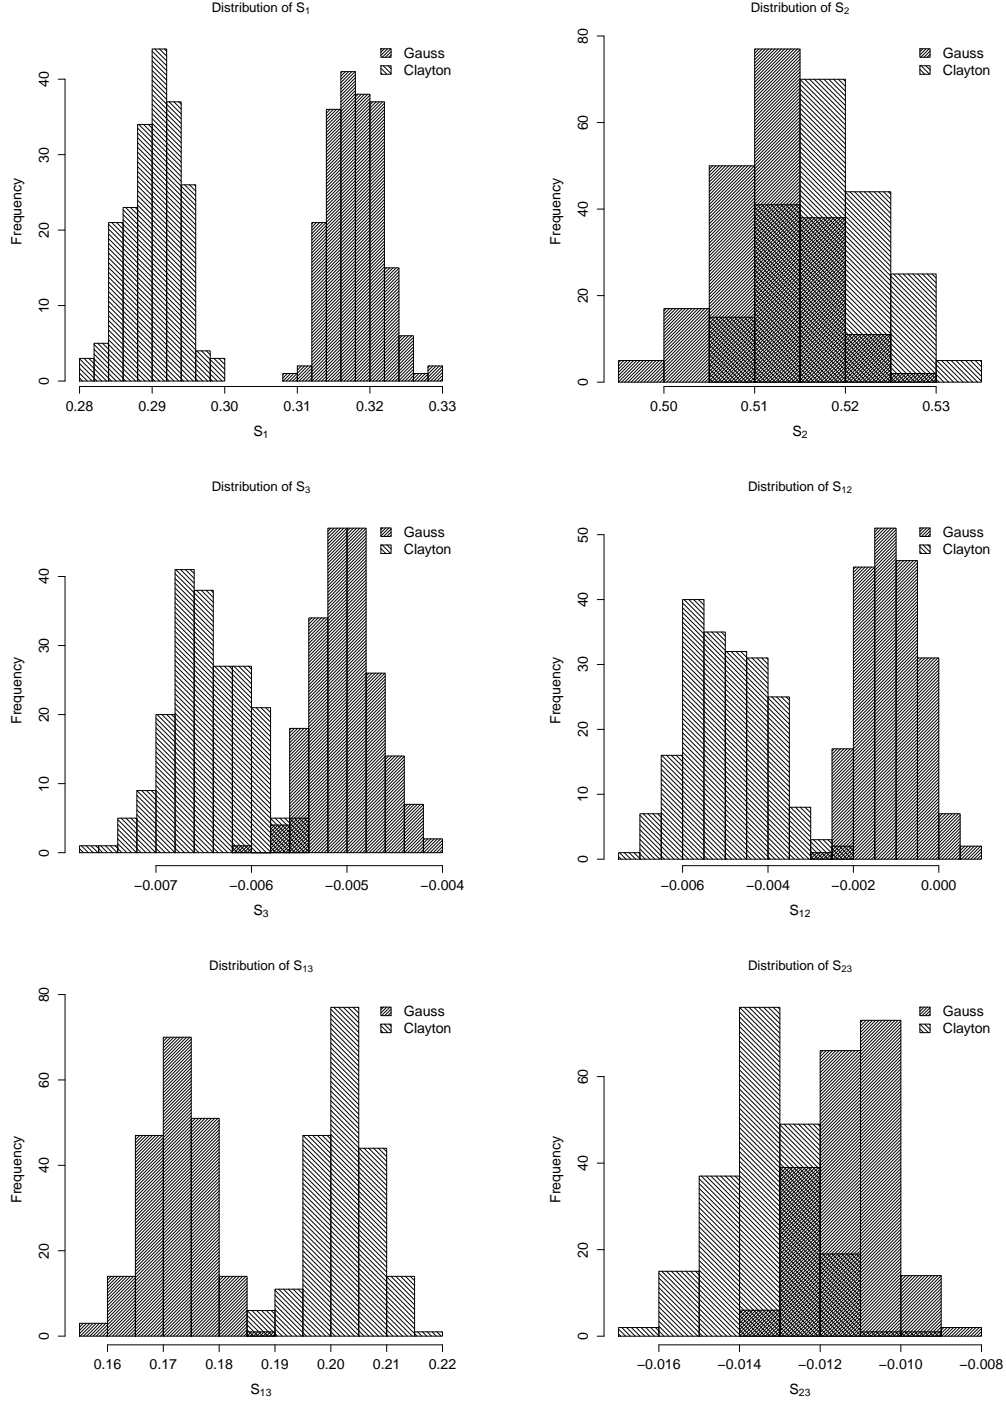 Distribution of S₁
Gauss
Clayton
Frequency
0 10 20 30 40
0.28 0.29 0.30 0.31 0.32 0.33
S₁
Distribution of S₂
Gauss
Clayton
Frequency
0 20 40 60 80
0.50 0.51 0.52 0.53
S₂
Distribution of S₃
Gauss
Clayton
Frequency
0 10 20 30 40
−0.007 −0.006 −0.005 −0.004
S₃
Distribution of S₁₂
Gauss
Clayton
Frequency
0 10 20 30 40 50
−0.006 −0.004 −0.002 0.000
S₁₂
Distribution of S₁₃
Gauss
Clayton
Frequency
0 20 40 60 80
0.16 0.17 0.18 0.19 0.20 0.21 0.22
S₁₃
Distribution of S₂₃
Gauss
Clayton
Frequency
0 20 40 60
−0.016 −0.014 −0.012 −0.010 −0.008
S₂₃